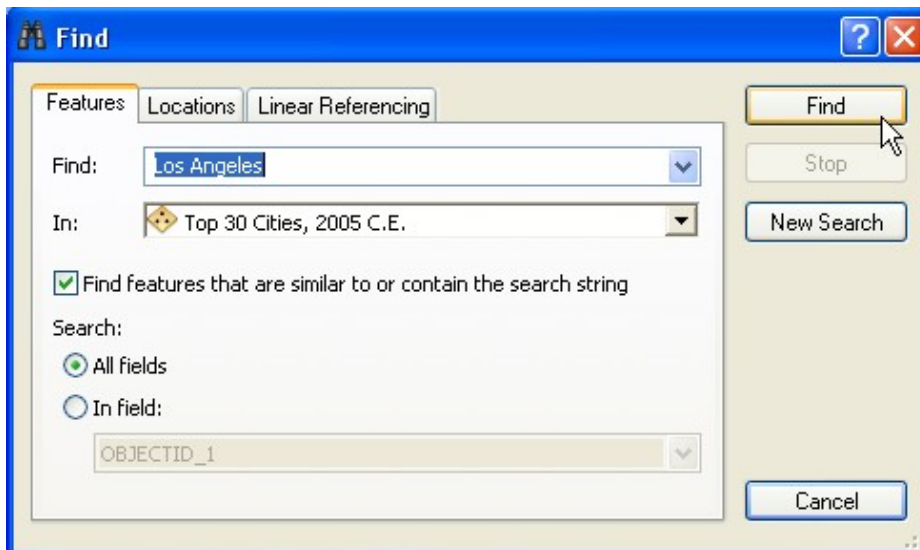 Find
Features Locations Linear Referencing
Find
Find: Los Angeles
Stop
In: Top 30 Cities, 2005 C.E.
New Search
Find features that are similar to or contain the search string
Search:
All fields
In field:
OBJECTID_1
Cancel